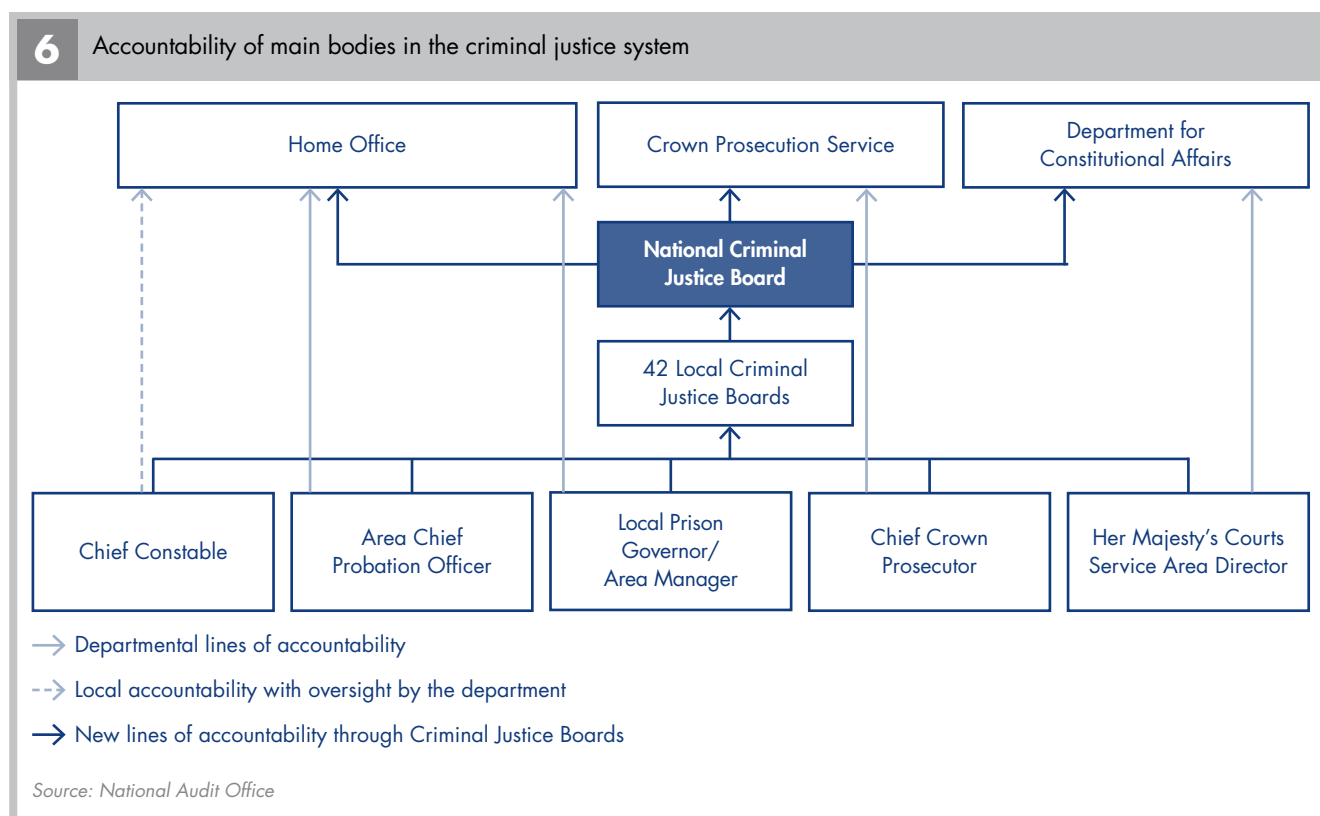 6
Accountability of main bodies in the criminal justice system
Home Office
Crown Prosecution Service
Department for
Constitutional Affairs
National Criminal
Justice Board
42 Local Criminal
Justice Boards
Chief Constable
Area Chief
Probation Officer
Local Prison
Governor/
Area Manager
Chief Crown
Prosecutor
Her Majesty’s Courts
Service Area Director
Departmental lines of accountability
Local accountability with oversight by the department
New lines of accountability through Criminal Justice Boards
Source: National Audit Office